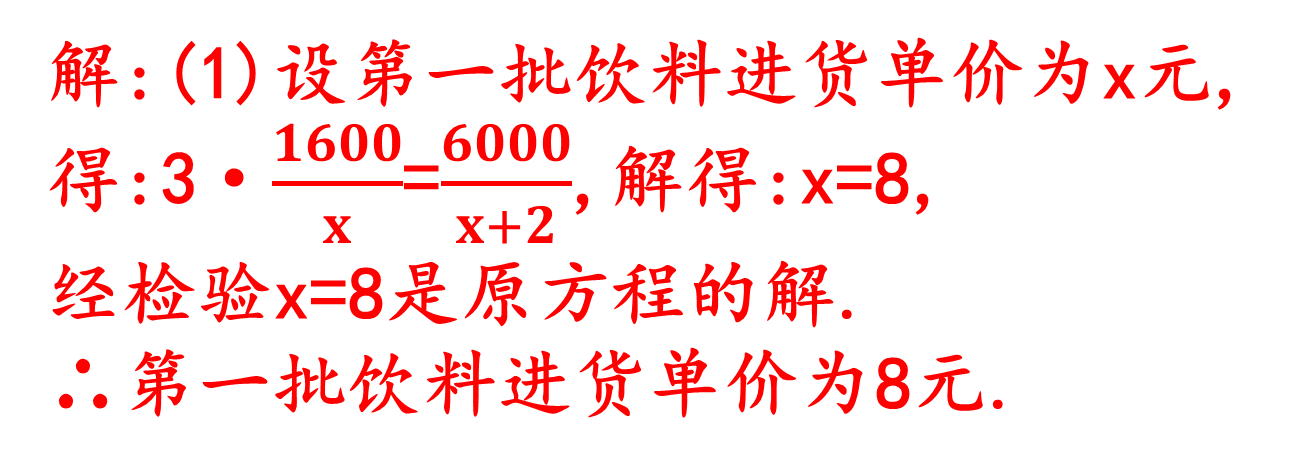 解:(1)设第一批饮料进货单价为x元,
得:3·1600/x=6000/x+2,解得:x=8,
经检验x=8是原方程的解.
∴第一批饮料进货单价为8元.